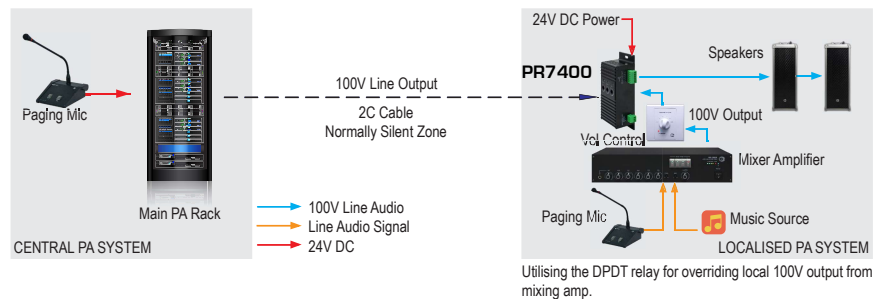 24V DC Power
PR7400
Speakers
100V Line Output
2C Cable
Normally Silent Zone
Paging Mic
100V Output
Vol Control
Mixer Amplifier
Main PA Rack
Paging Mic
Music Source
100V Line Audio
Line Audio Signal
24V DC
CENTRAL PA SYSTEM
LOCALISED PA SYSTEM
Utilising the DPDT relay for overriding local 100V output from
mixing amp.